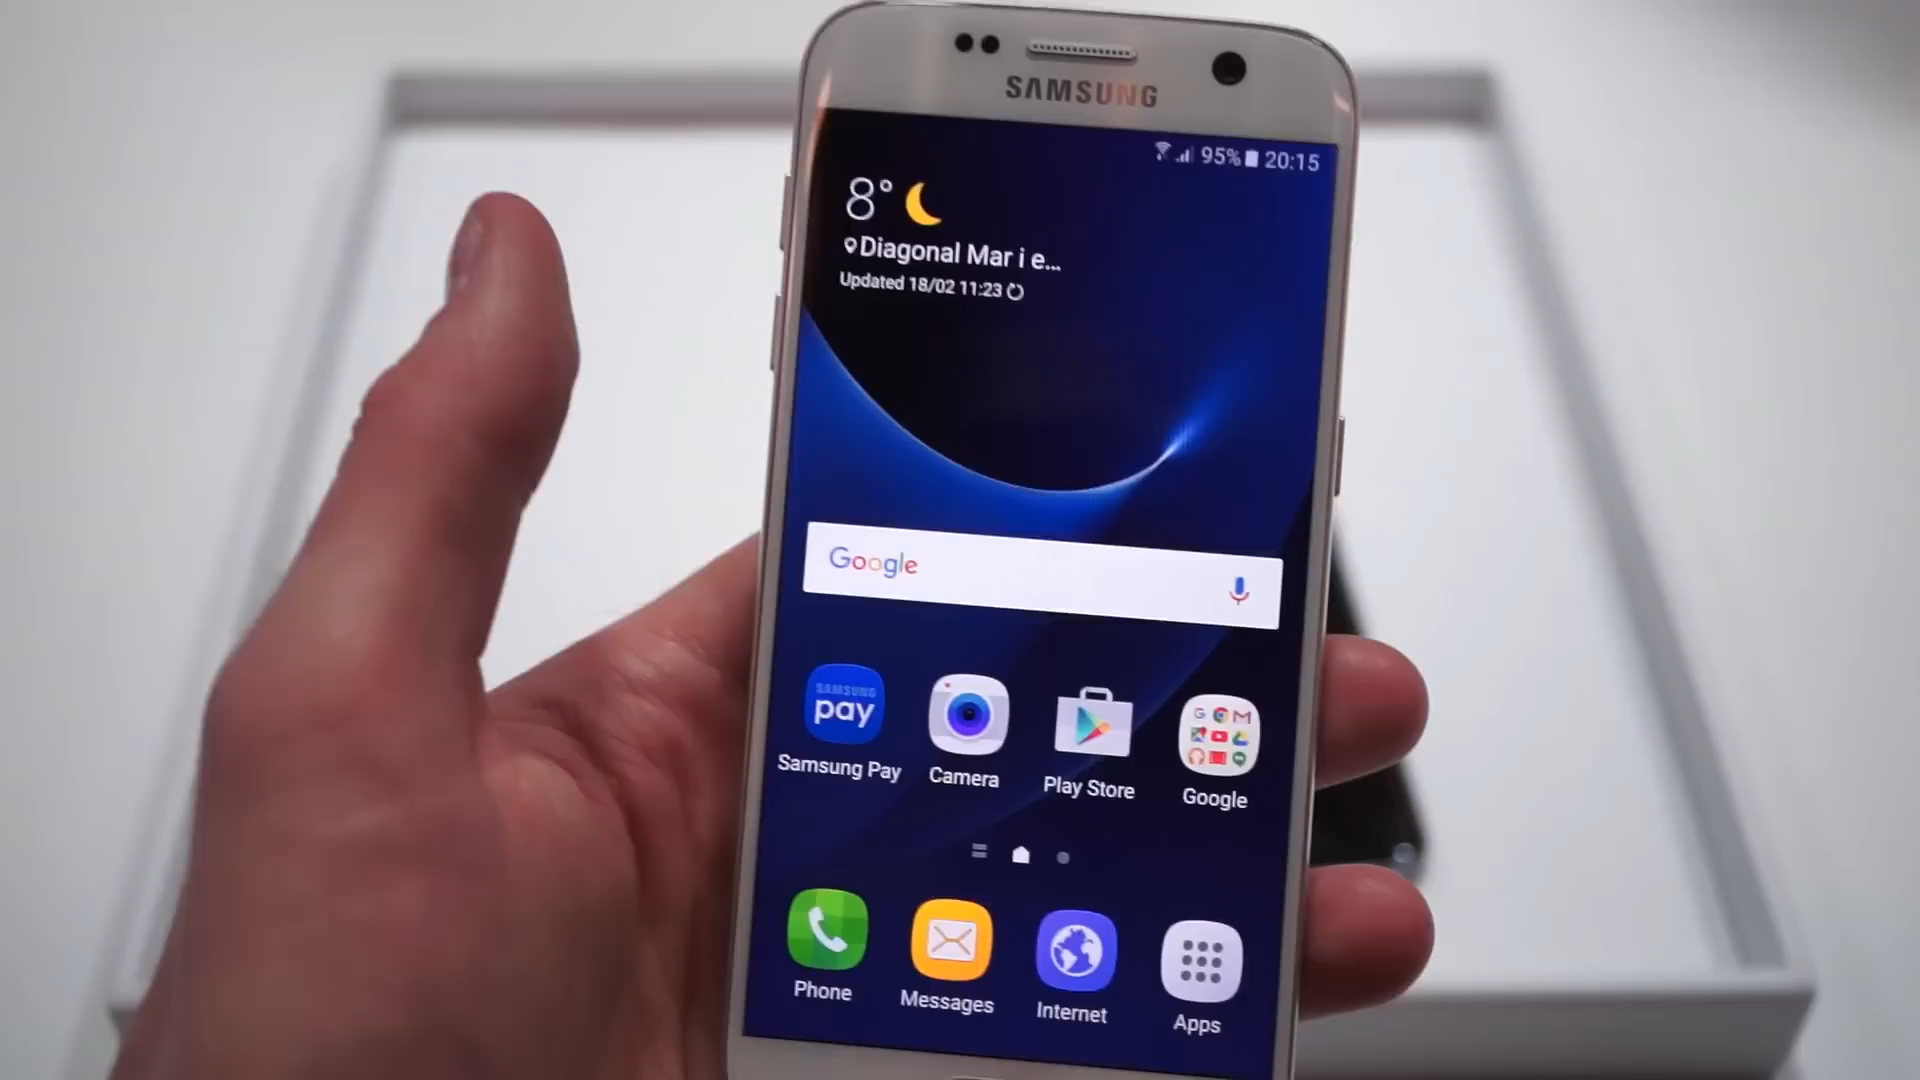 SAMSUNG
95% 20:15
8°
Diagonal Mar i e...
Updated 18/02 11:23
Google
SAMSUNG
pay
Samsung Pay
Camera
Play Store
Google
Phone
Messages
Internet
Apps